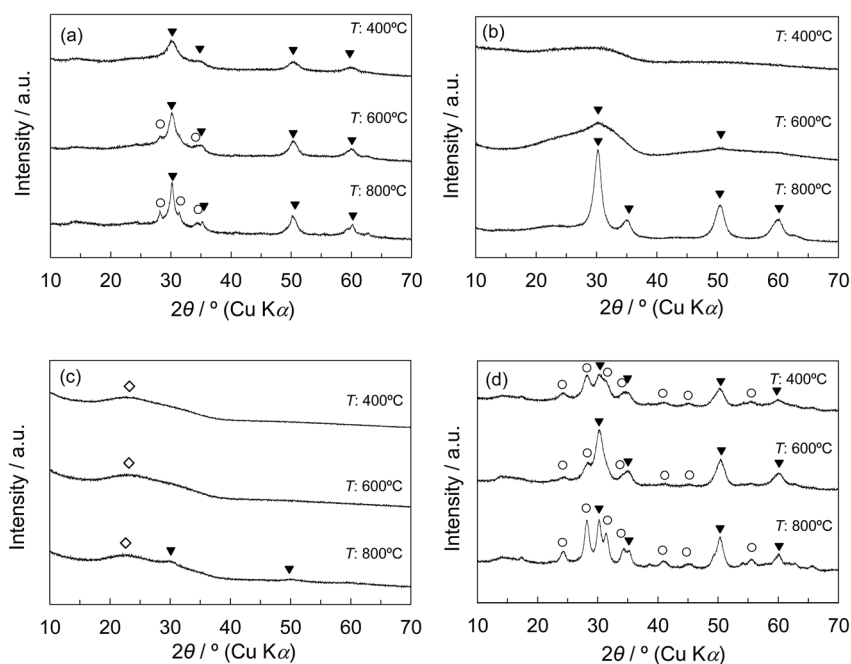 (a)
T: 400ºC
T: 600ºC
T: 800ºC
Intensity / a.u.
10 20 30 40 50 60 70
2θ / º (Cu Kα)
(b)
T: 400ºC
T: 600ºC
T: 800ºC
Intensity / a.u.
10 20 30 40 50 60 70
2θ / º (Cu Kα)
(c)
T: 400ºC
T: 600ºC
T: 800ºC
Intensity / a.u.
10 20 30 40 50 60 70
2θ / º (Cu Kα)
(d)
T: 400ºC
T: 600ºC
T: 800ºC
Intensity / a.u.
10 20 30 40 50 60 70
2θ / º (Cu Kα)